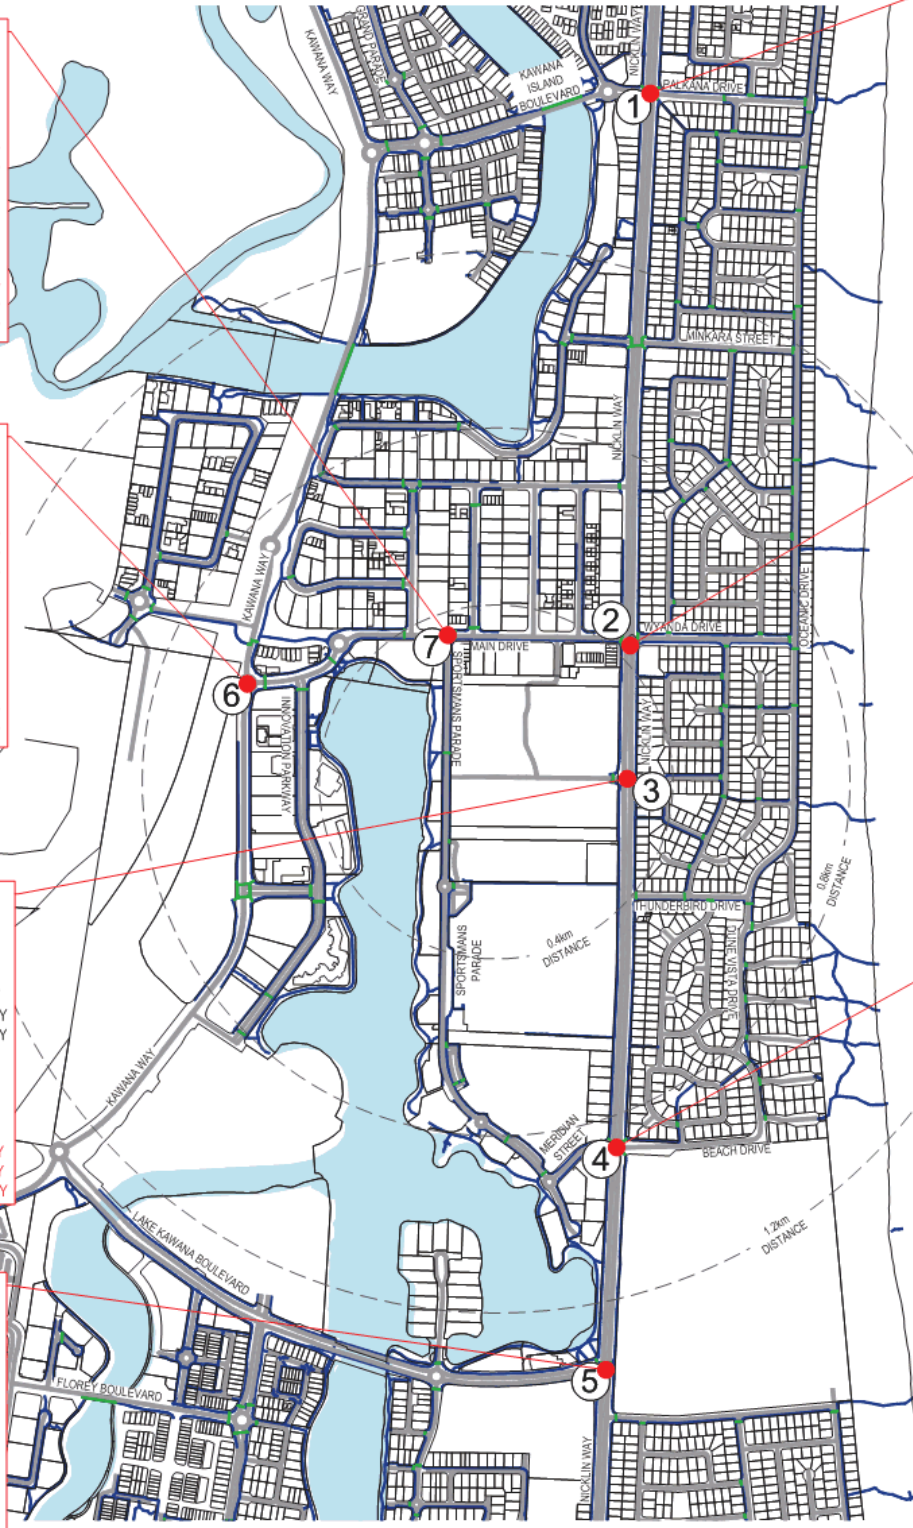 GRAND PARADE
KAWANA WAY
NICKLIN WAY
KAWANA
ISLAND
BOULEVARD
PALKANA DRIVE
1
MINKARA STREET
NICKLIN WAY
KAWANA WAY
OCEANIC DRIVE
2
WYANDA DRIVE
7
MAIN DRIVE
6
SPORTSMANS PARADE
INNOVATION PARKWAY
NICKLIN WAY
3
0.8km
DISTANCE
THUNDERBIRD DRIVE
0.4km
DISTANCE
SPORTSMANS
PARADE
DUNE VISTA DRIVE
Y
Y
KAWANA WAY
MERIDIAN
STREET
4
BEACH DRIVE
Y
Y
Y
1.2km
DISTANCE
LAKE KAWANA BOULEVARD
5
FLOREY BOULEVARD
NICKLIN WAY